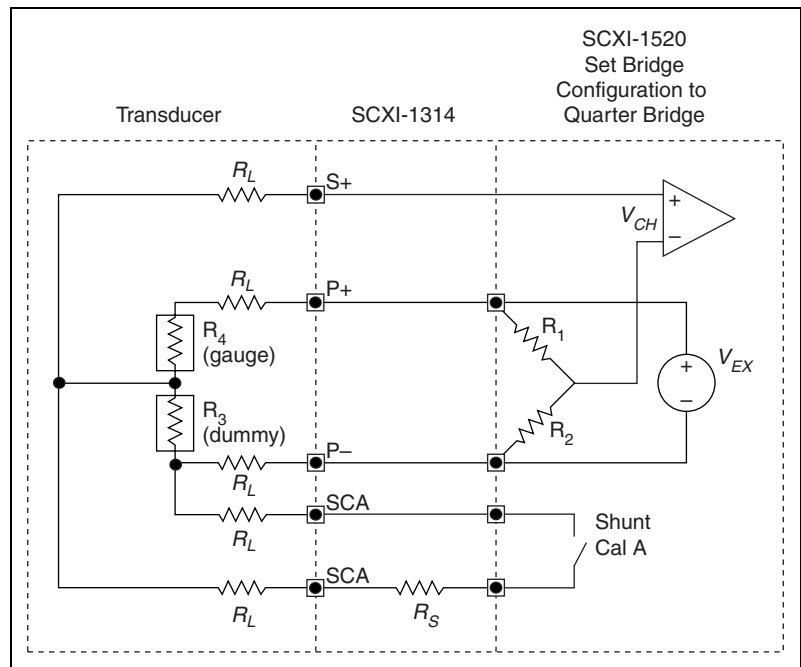 SCXI-1520
Set Bridge
Configuration to
Quarter Bridge
Transducer
SCXI-1314
R_L
S+
+
V_CH
–
R_L
P+
R_4
(gauge)
R_1
V_EX
+
–
R_3
(dummy)
R_2
P–
R_L
SCA
R_L
Shunt
Cal A
SCA
R_L
R_S